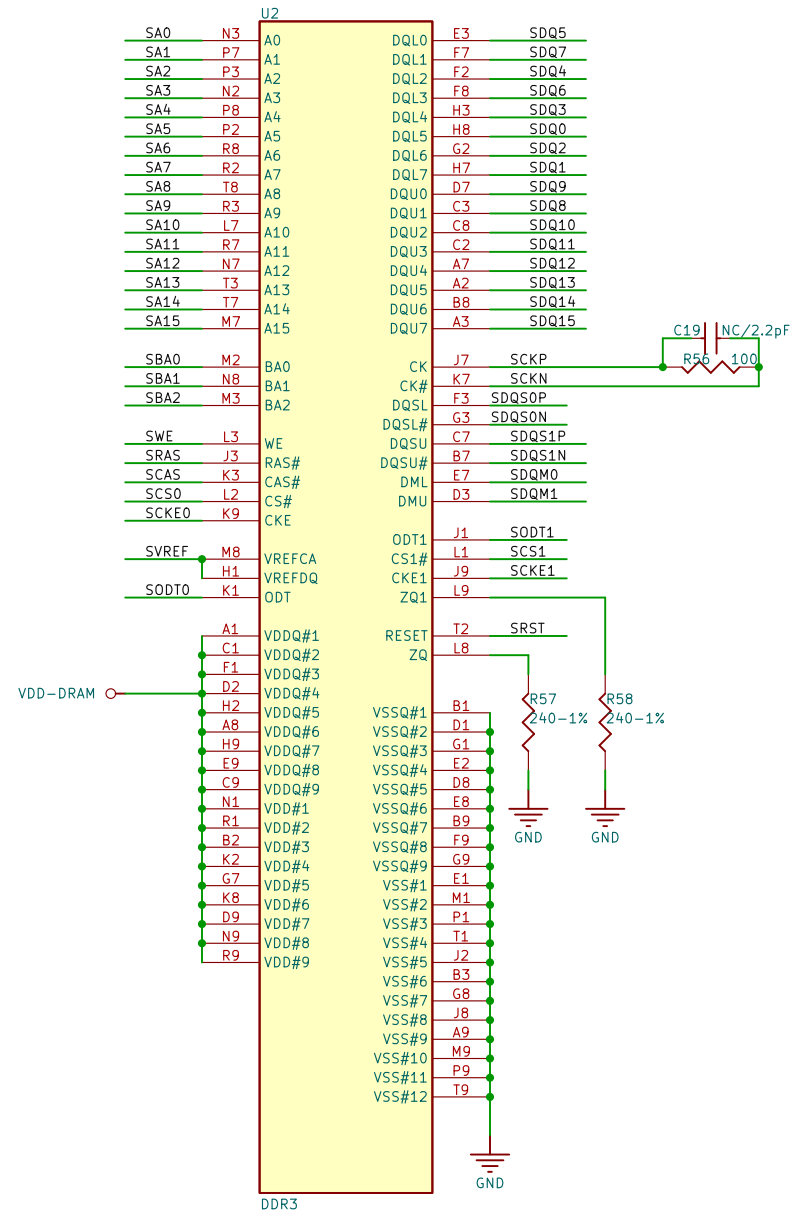 U2
SA0 N3 A0 DQL0 E3 SDQ5
SA1 P7 A1 DQL1 F7 SDQ7
SA2 P3 A2 DQL2 F2 SDQ4
SA3 N2 A3 DQL3 F8 SDQ6
SA4 P8 A4 DQL4 H3 SDQ3
SA5 P2 A5 DQL5 H8 SDQ0
SA6 R8 A6 DQL6 G2 SDQ2
SA7 R2 A7 DQL7 H7 SDQ1
SA8 T8 A8 DQU0 D7 SDQ9
SA9 R3 A9 DQU1 C3 SDQ8
SA10 L7 A10 DQU2 C8 SDQ10
SA11 R7 A11 DQU3 C2 SDQ11
SA12 N7 A12 DQU4 A7 SDQ12
SA13 T3 A13 DQU5 A2 SDQ13
SA14 T7 A14 DQU6 B8 SDQ14
SA15 M7 A15 DQU7 A3 SDQ15
C19 NC/2.2pF
SBA0 M2 BA0 CK J7 SCKP R56 100
SBA1 N8 BA1 CK# K7 SCKN
SBA2 M3 BA2 DQSL F3 SDQS0P
DQSL# G3 SDQS0N
SWE L3 WE DQSU C7 SDQS1P
SRAS J3 RAS# DQSU# B7 SDQS1N
SCAS K3 CAS# DML E7 SDQM0
SCS0 L2 CS# DMU D3 SDQM1
SCKE0 K9 CKE
ODT1 J1 SODT1
SVREF M8 VREFCA CS1# L1 SCS1
H1 VREFDQ CKE1 J9 SCKE1
SODT0 K1 ODT ZQ1 L9
A1 VDDQ#1 RESET T2 SRST
C1 VDDQ#2 ZQ L8
F1 VDDQ#3
VDD-DRAM D2 VDDQ#4 R57 R58
H2 VDDQ#5 VSSQ#1 B1 240-1% 240-1%
A8 VDDQ#6 VSSQ#2 D1
H9 VDDQ#7 VSSQ#3 G1
E9 VDDQ#8 VSSQ#4 E2
C9 VDDQ#9 VSSQ#5 D8
N1 VDD#1 VSSQ#6 E8
R1 VDD#2 VSSQ#7 B9 GND GND
B2 VDD#3 VSSQ#8 F9
K2 VDD#4 VSSQ#9 G9
G7 VDD#5 VSS#1 E1
K8 VDD#6 VSS#2 M1
D9 VDD#7 VSS#3 P1
N9 VDD#8 VSS#4 T1
R9 VDD#9 VSS#5 J2
VSS#6 B3
VSS#7 G8
VSS#8 J8
VSS#9 A9
VSS#10 M9
VSS#11 P9
VSS#12 T9
GND
DDR3